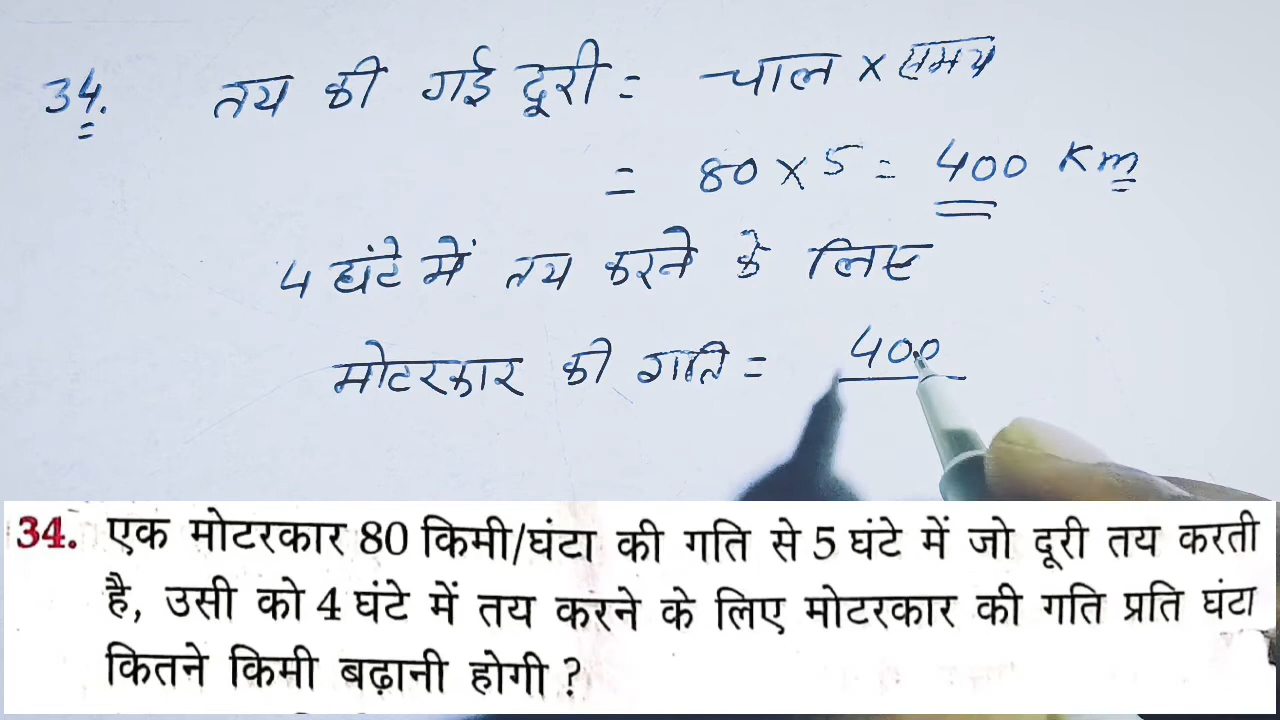 34. तय की गई दूरी = चाल × समय
= 80 × 5 = 400 Km
4 घंटे में तय करने के लिए
मोटरकार की गति = 400
34. एक मोटरकार 80 किमी/घंटा की गति से 5 घंटे में जो दूरी तय करती
है, उसी को 4 घंटे में तय करने के लिए मोटरकार की गति प्रति घंटा
कितने किमी बढ़ानी होगी ?